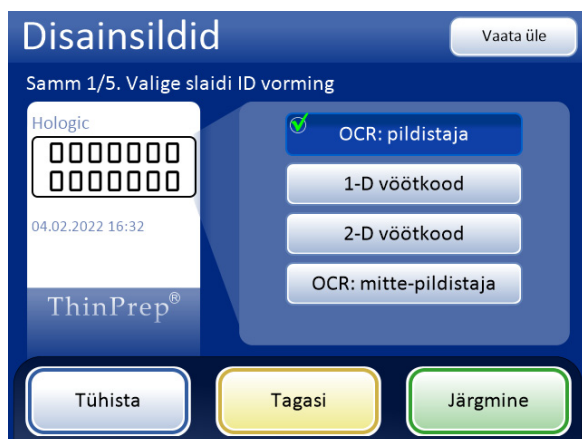 Disainsildid
Vaata üle
Samm 1/5. Valige slaidi ID vorming
Hologic
0000000
0000000
04.02.2022 16:32
ThinPrep®
OCR: pildistaja
1-D vöötkood
2-D vöötkood
OCR: mitte-pildistaja
Tühista
Tagasi
Järgmine